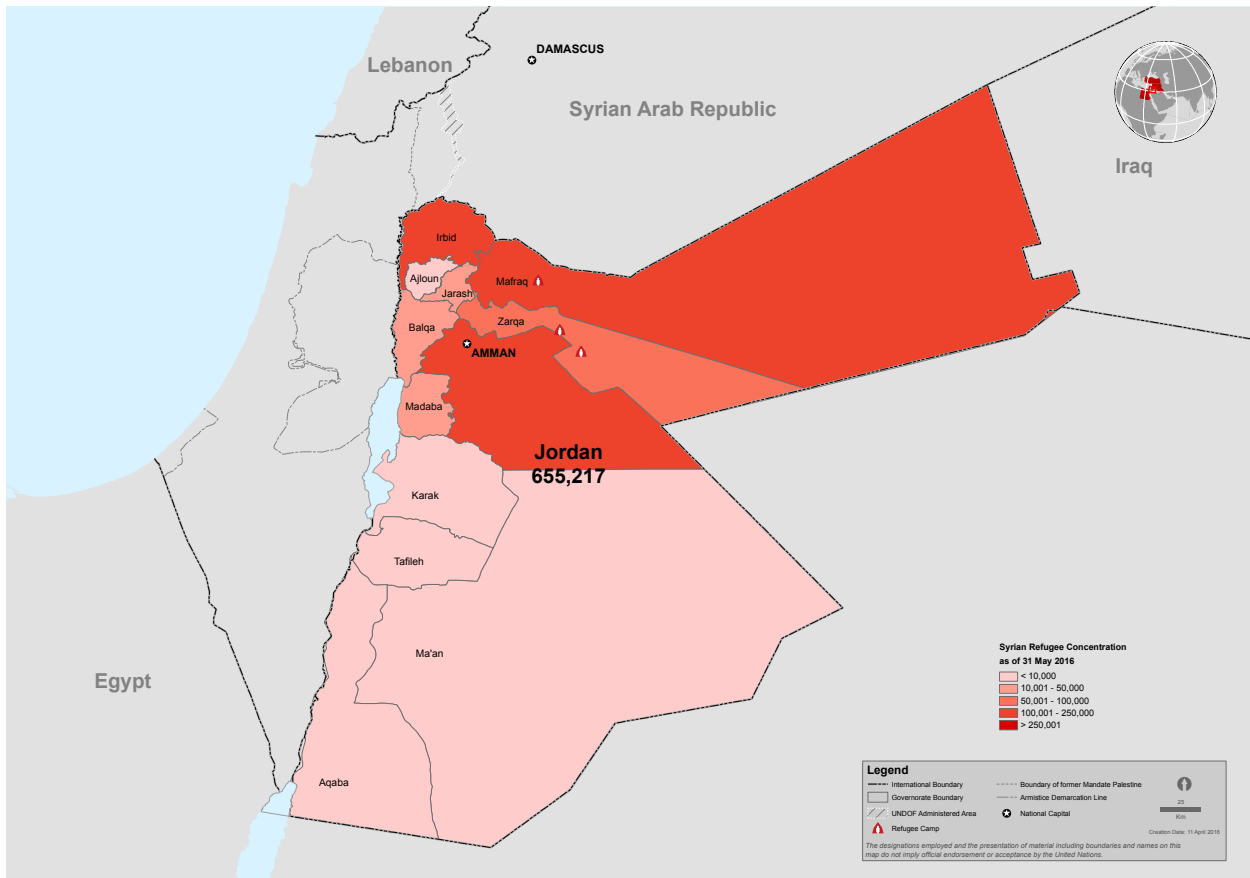 DAMASCUS
Lebanon
Syrian Arab Republic
Iraq
Irbid
Ajloun
Jarash
Mafraq
Balqa
Zarqa
AMMAN
Madaba
Jordan
655,217
Karak
Tafileh
Ma'an
Egypt
Aqaba
Syrian Refugee Concentration
as of 31 May 2016
< 10,000
10,001 - 50,000
50,001 - 100,000
100,001 - 250,000
> 250,001
Legend
International Boundary
Governorate Boundary
UNDOF Administered Area
Refugee Camp
Boundary of former Mandate Palestine
Armistice Demarcation Line
National Capital
25
Km
Creation Date: 11 April 2016
The designations employed and the presentation of material including boundaries and names on this
map do not imply official endorsement or acceptance by the United Nations.